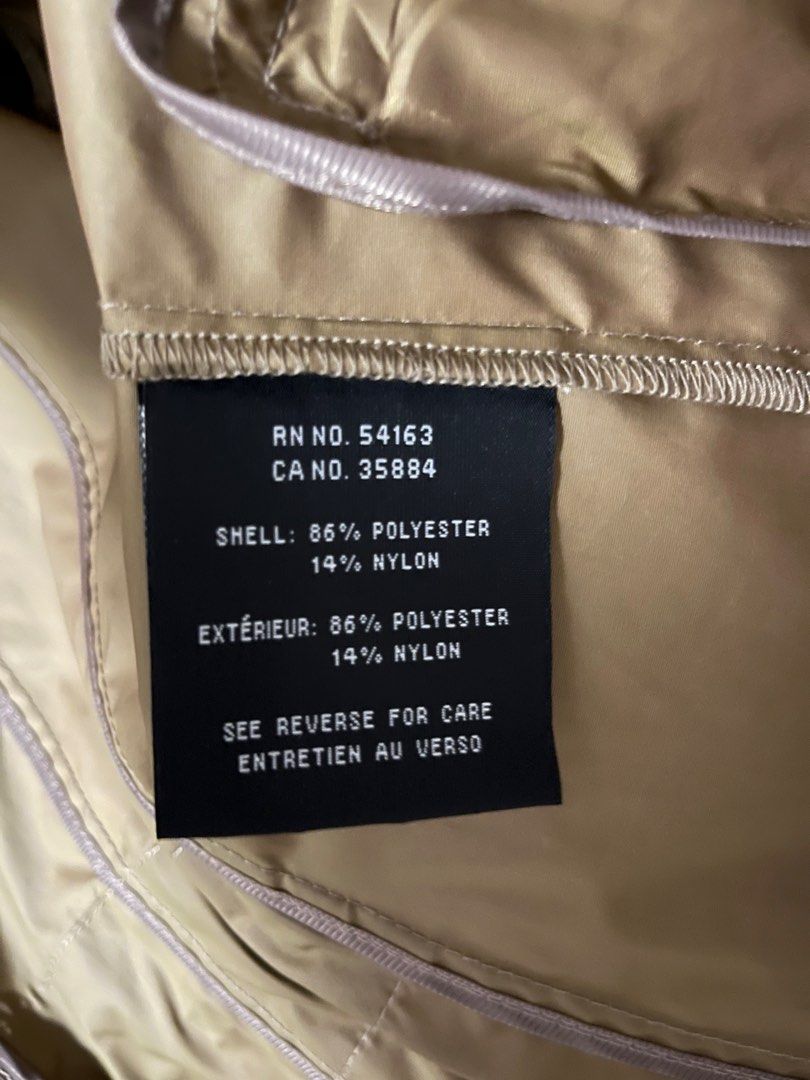 RN NO. 54163
CA NO. 35884
SHELL: 86% POLYESTER
14% NYLON
EXTÉRIEUR: 86% POLYESTER
14% NYLON
SEE REVERSE FOR CARE
ENTRETIEN AU VERSO